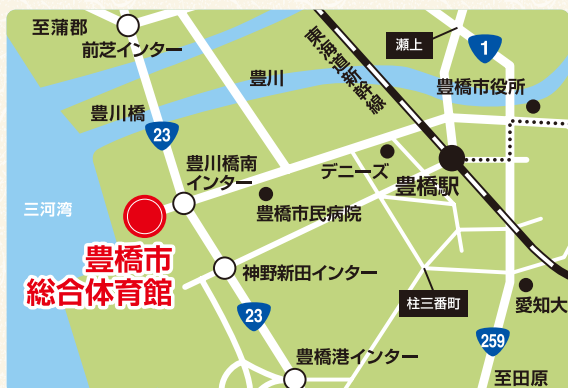 至蒲郡
前芝インター
東海道新幹線
瀬上
1
豊川
豊橋市役所
豊川橋
23
豊川橋南
インター
デニーズ
豊橋駅
三河湾
豊橋市民病院
豊橋市
総合体育館
神野新田インター
柱三番町
愛知大
23
259
豊橋港インター
至田原